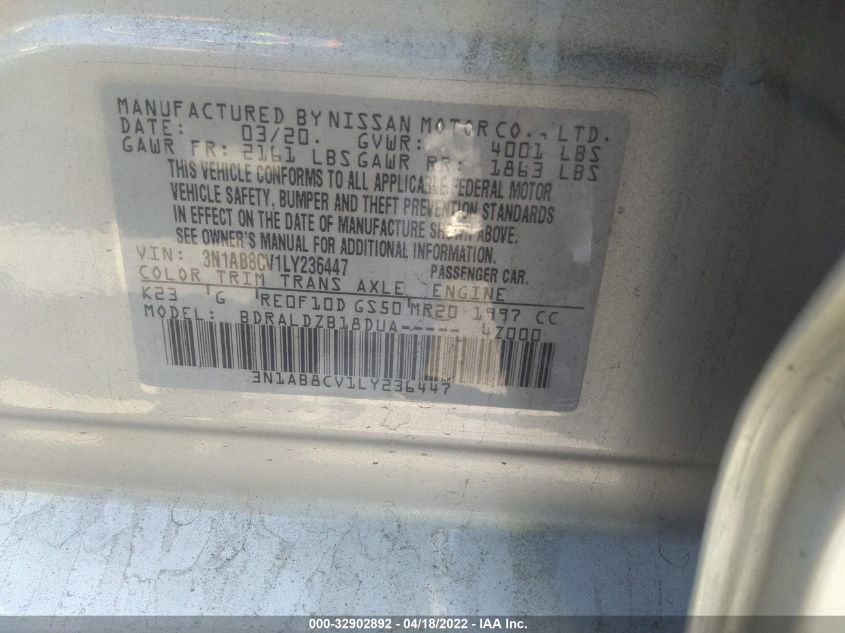 MANUFACTURED BY NISSAN MOTOR CO., LTD.
DATE: 03/20. GVWR: 4001 LBS
GAWR FR: 2161 LBS GAWR RR: 1863 LBS
THIS VEHICLE CONFORMS TO ALL APPLICABLE FEDERAL MOTOR
VEHICLE SAFETY, BUMPER AND THEFT PREVENTION STANDARDS
IN EFFECT ON THE DATE OF MANUFACTURE SHOWN ABOVE.
SEE OWNER'S MANUAL FOR ADDITIONAL INFORMATION.
VIN: 3N1AB8CV1LY236447 PASSENGER CAR.
COLOR TRIM TRANS AXLE ENGINE
K23 G RE0F10D GS50 MR20 1997 CC
MODEL: BDRALDZB18DUA----- UZ000
3N1AB8CV1LY236447
000-32902892 - 04/18/2022 - IAA Inc.